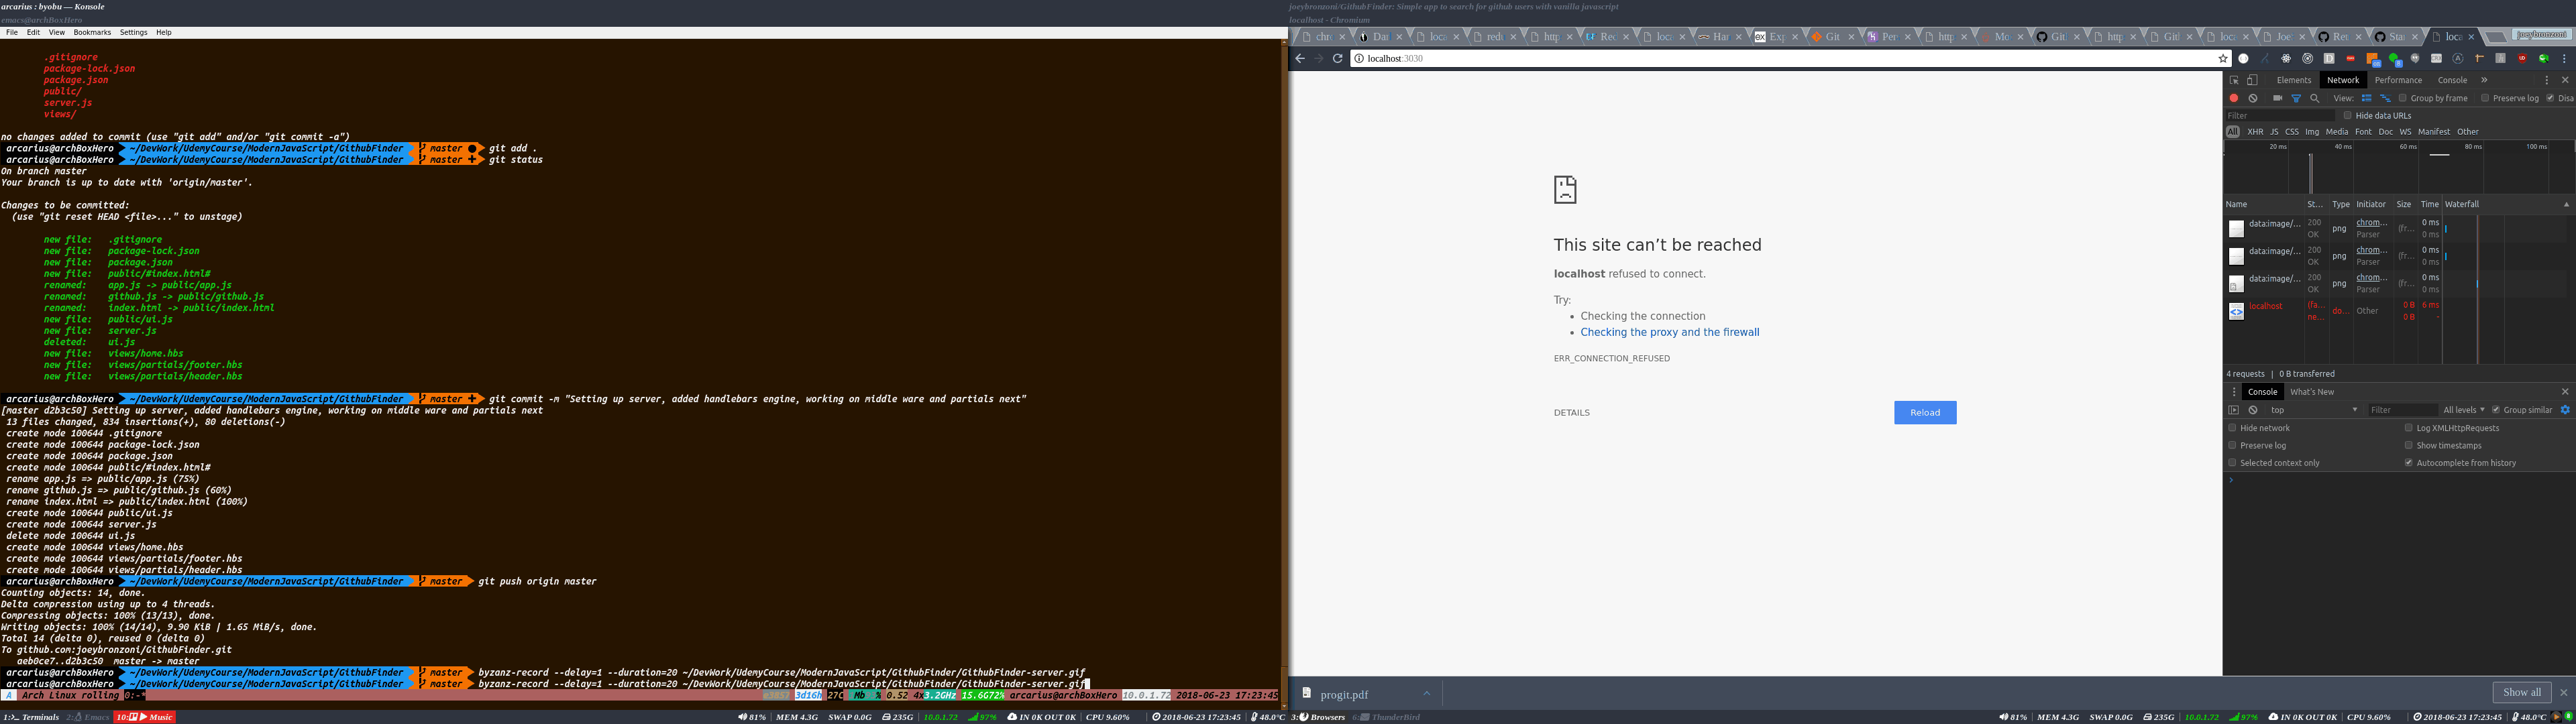 arcarius : byobu — Konsole
emacs@archBoxHero
File Edit View Bookmarks Settings Help
.gitignore
package-lock.json
package.json
public/
server.js
views/
no changes added to commit (use "git add" and/or "git commit -a")
arcarius@archBoxHero ~/DevWork/UdemyCourse/ModernJavaScript/GithubFinder master ● git add .
arcarius@archBoxHero ~/DevWork/UdemyCourse/ModernJavaScript/GithubFinder master + git status
On branch master
Your branch is up to date with 'origin/master'.
Changes to be committed:
(use "git reset HEAD <file>..." to unstage)
new file: .gitignore
new file: package-lock.json
new file: package.json
new file: public/#index.html#
renamed: app.js -> public/app.js
renamed: github.js -> public/github.js
renamed: index.html -> public/index.html
new file: public/ui.js
new file: server.js
deleted: ui.js
new file: views/home.hbs
new file: views/partials/footer.hbs
new file: views/partials/header.hbs
arcarius@archBoxHero ~/DevWork/UdemyCourse/ModernJavaScript/GithubFinder master + git commit -m "Setting up server, added handlebars engine, working on middle ware and partials next"
[master d2b3c50] Setting up server, added handlebars engine, working on middle ware and partials next
13 files changed, 834 insertions(+), 80 deletions(-)
create mode 100644 .gitignore
create mode 100644 package-lock.json
create mode 100644 package.json
create mode 100644 public/#index.html#
rename app.js => public/app.js (75%)
rename github.js => public/github.js (60%)
rename index.html => public/index.html (100%)
create mode 100644 public/ui.js
create mode 100644 server.js
delete mode 100644 ui.js
create mode 100644 views/home.hbs
create mode 100644 views/partials/footer.hbs
create mode 100644 views/partials/header.hbs
arcarius@archBoxHero ~/DevWork/UdemyCourse/ModernJavaScript/GithubFinder master git push origin master
Counting objects: 14, done.
Delta compression using up to 4 threads.
Compressing objects: 100% (13/13), done.
Writing objects: 100% (14/14), 9.90 KiB | 1.65 MiB/s, done.
Total 14 (delta 0), reused 0 (delta 0)
To github.com:joeybronzoni/GithubFinder.git
aeb0ce7..d2b3c50 master -> master
arcarius@archBoxHero ~/DevWork/UdemyCourse/ModernJavaScript/GithubFinder master byzanz-record --delay=1 --duration=20 ~/DevWork/UdemyCourse/ModernJavaScript/GithubFinder/GithubFinder-server.gif
arcarius@archBoxHero ~/DevWork/UdemyCourse/ModernJavaScript/GithubFinder master byzanz-record --delay=1 --duration=20 ~/DevWork/UdemyCourse/ModernJavaScript/GithubFinder/GithubFinder-server.gif
A Arch Linux rolling 0:-* 3d16h 27C Mb % 0.52 4x3.2GHz 15.6G72% arcarius@archBoxHero 10.0.1.72 2018-06-23 17:23:45
1: Terminals 2: Emacs 10: Music 81% | MEM 4.3G SWAP 0.0G 235G 10.0.1.72 97% IN 0K OUT 0K | CPU 9.60% | 2018-06-23 17:23:45 | 48.0°C
joeybronzoni/GithubFinder: Simple app to search for github users with vanilla javascript
localhost - Chromium
chro Da loca redu http Rec loca Hac Exp Git Per http Mo Git http Git loca Joe Ret Sta loca joeybronzoni
localhost:3030
This site can’t be reached
localhost refused to connect.
Try:
• Checking the connection
• Checking the proxy and the firewall
ERR_CONNECTION_REFUSED
DETAILS Reload
Elements Network Performance Console »
View: Group by frame Preserve log Disa
Filter Hide data URLs
All XHR JS CSS Img Media Font Doc WS Manifest Other
20 ms 40 ms 60 ms 80 ms 100 ms
Name St... Type Initiator Size Time Waterfall
data:image/... 200 OK png chrom... Parser (fr... 0 ms 0 ms
data:image/... 200 OK png chrom... Parser (fr... 0 ms 0 ms
data:image/... 200 OK png chrom... Parser (fr... 0 ms 0 ms
localhost (fa... ne... do... Other 0 B 0 B 6 ms -
4 requests | 0 B transferred
Console What's New
top Filter All levels Group similar
Hide network Log XMLHttpRequests
Preserve log Show timestamps
Selected context only Autocomplete from history
progit.pdf Show all
3: Browsers 6: ThunderBird 81% | MEM 4.3G SWAP 0.0G 235G 10.0.1.72 97% IN 0K OUT 0K | CPU 9.60% | 2018-06-23 17:23:45 | 48.0°C